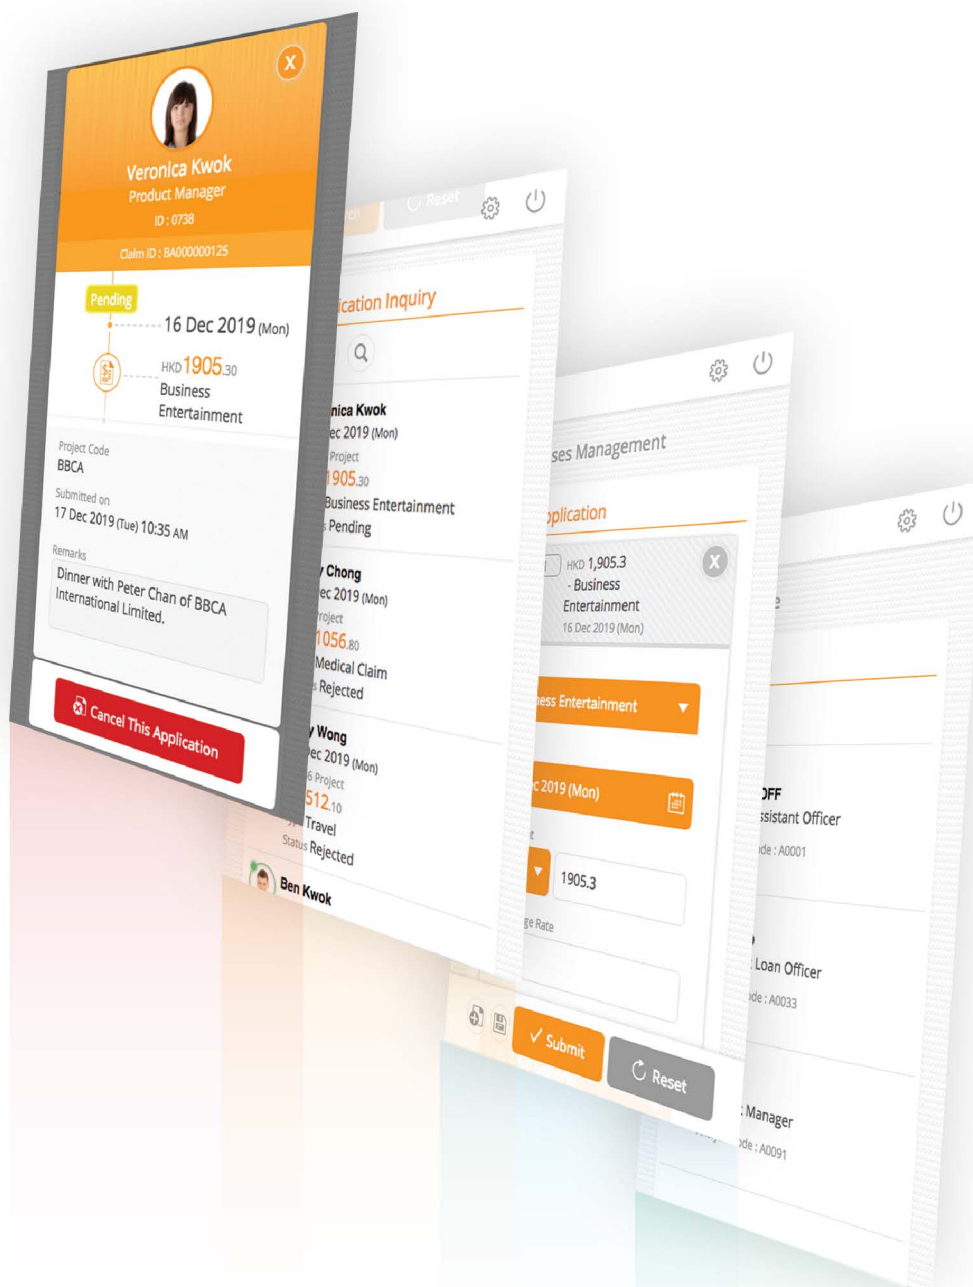 X
Veronica Kwok
Product Manager
ID : 0738
Claim ID : BA000000125
Pending
16 Dec 2019 (Mon)
HKD 1905.30
Business
Entertainment
Project Code
BBCA
Submitted on
17 Dec 2019 (Tue) 10:35 AM
Remarks
Dinner with Peter Chan of BBCA
International Limited.
Cancel This Application
Reset
ication Inquiry
nica Kwok
ec 2019 (Mon)
Project
1905.30
Business Entertainment
Pending
y Chong
ec 2019 (Mon)
roject
1056.80
Medical Claim
Rejected
y Wong
Dec 2019 (Mon)
6 Project
512.10
Travel
Status Rejected
Ben Kwok
ses Management
pplication
HKD 1,905.3
- Business
Entertainment
16 Dec 2019 (Mon)
X
ess Entertainment
c 2019 (Mon)
1905.3
ge Rate
Submit
Reset
OFF
ssistant Officer
de : A0001
Loan Officer
ode : A0033
Manager
ode : A0091